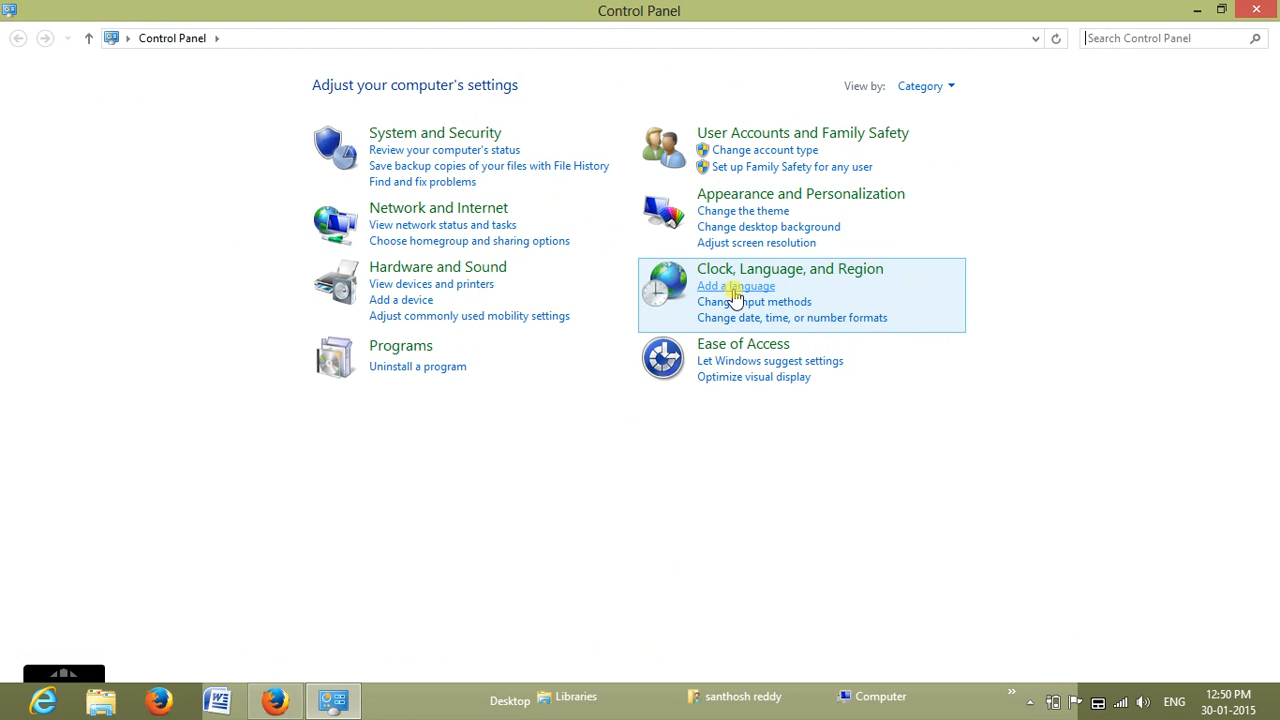 Control Panel
Control Panel
Search Control Panel
Adjust your computer's settings
View by: Category
System and Security
Review your computer's status
Save backup copies of your files with File History
Find and fix problems
Network and Internet
View network status and tasks
Choose homegroup and sharing options
Hardware and Sound
View devices and printers
Add a device
Adjust commonly used mobility settings
Programs
Uninstall a program
User Accounts and Family Safety
Change account type
Set up Family Safety for any user
Appearance and Personalization
Change the theme
Change desktop background
Adjust screen resolution
Clock, Language, and Region
Add a language
Change input methods
Change date, time, or number formats
Ease of Access
Let Windows suggest settings
Optimize visual display
Desktop
Libraries
santhosh reddy
Computer
ENG
12:50 PM
30-01-2015